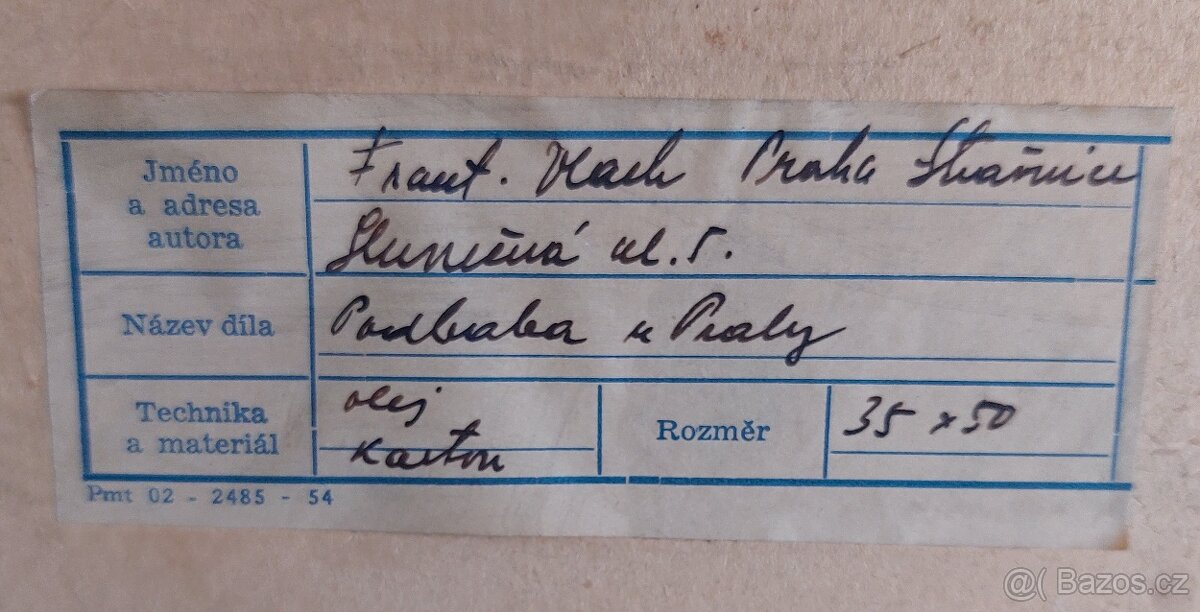 Jméno
a adresa
autora
Frant. Vlach Praha Strašnice
Slunečná ul. 5.
Název díla
Podbaba u Prahy
Technika
a materiál
olej
Karton
Rozměr
35 x 50
Pmt 02 - 2485 - 54
@( Bazos.cz